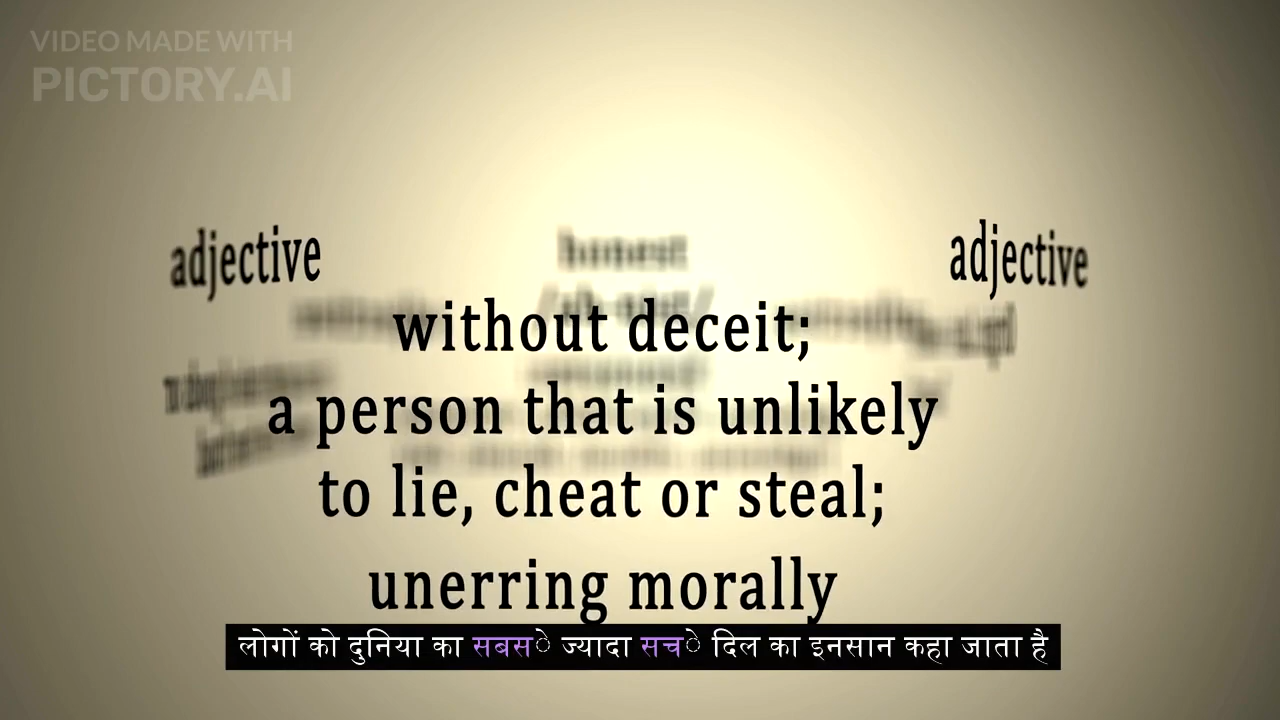 VIDEO MADE WITH
PICTORY.AI
adjective
adjective
honest
without deceit;
a person that is unlikely
to lie, cheat or steal;
unerring morally
लोगों को दुनिया का सबसे ज्यादा सचे दिल का इनसान कहा जाता है